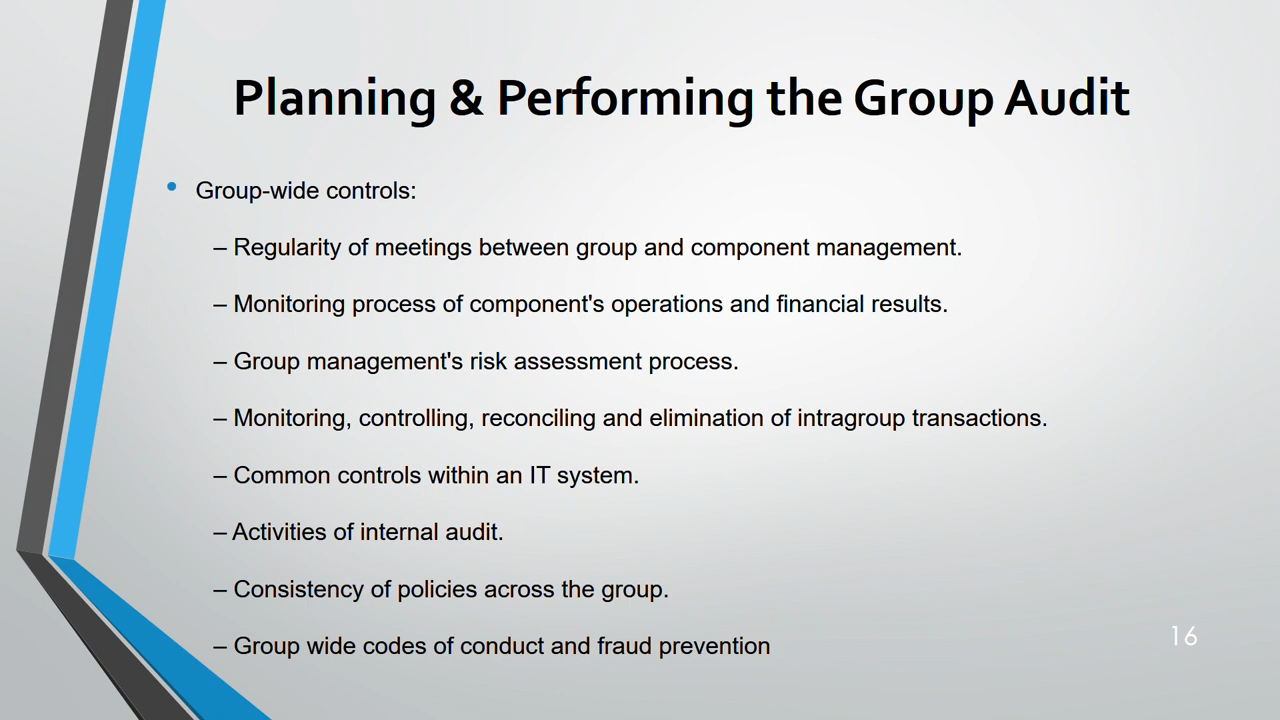 Planning & Performing the Group Audit
• Group-wide controls:
– Regularity of meetings between group and component management.
– Monitoring process of component's operations and financial results.
– Group management's risk assessment process.
– Monitoring, controlling, reconciling and elimination of intragroup transactions.
– Common controls within an IT system.
– Activities of internal audit.
– Consistency of policies across the group.
– Group wide codes of conduct and fraud prevention
16